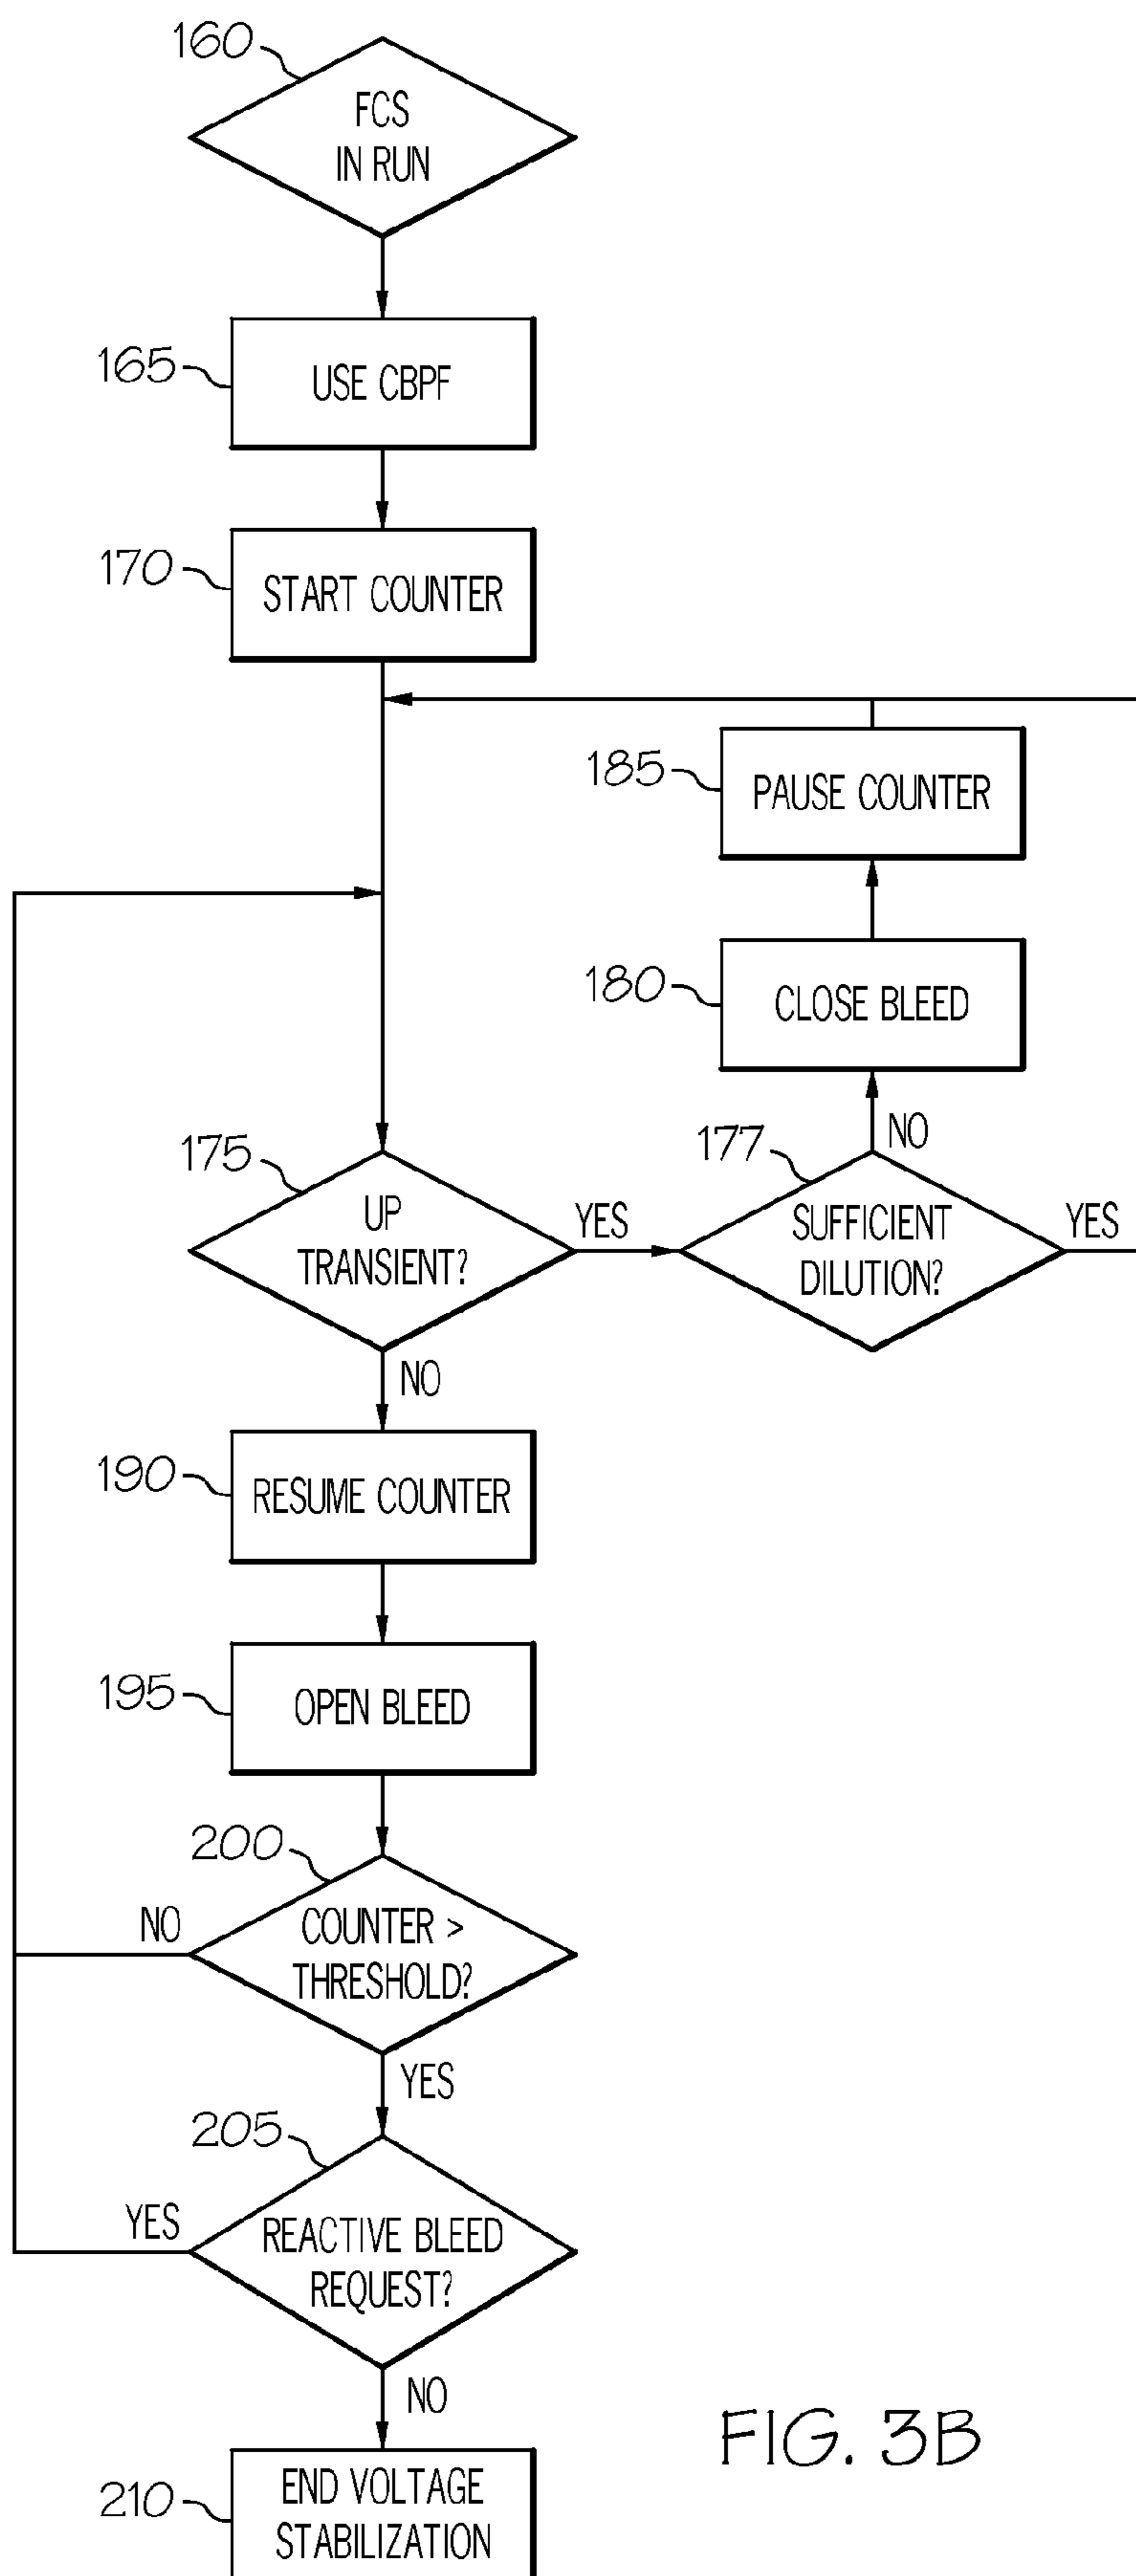 160
FCS
IN RUN
165
USE CBPF
170
START COUNTER
185
PAUSE COUNTER
180
CLOSE BLEED
NO
175
UP
TRANSIENT?
YES
177
SUFFICIENT
DILUTION?
YES
NO
190
RESUME COUNTER
195
OPEN BLEED
200
COUNTER >
THRESHOLD?
NO
YES
205
REACTIVE BLEED
REQUEST?
YES
NO
210
END VOLTAGE
STABILIZATION
FIG. 3B